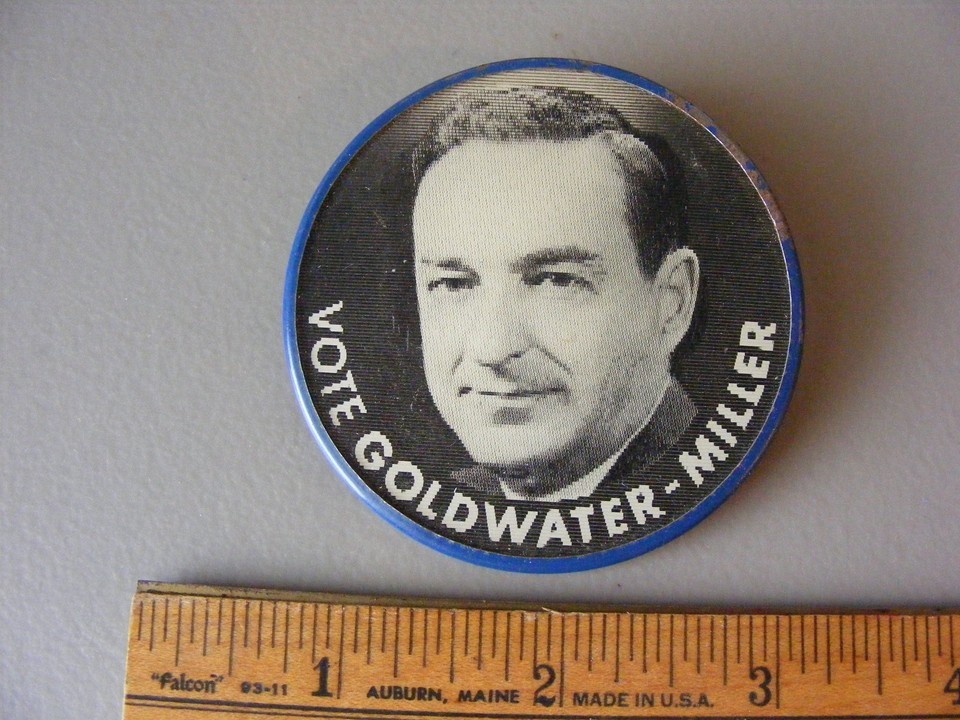 VOTE GOLDWATER-MILLER
"Falcon" 93-11 1 AUBURN, MAINE 2 MADE IN U.S.A. 3 4